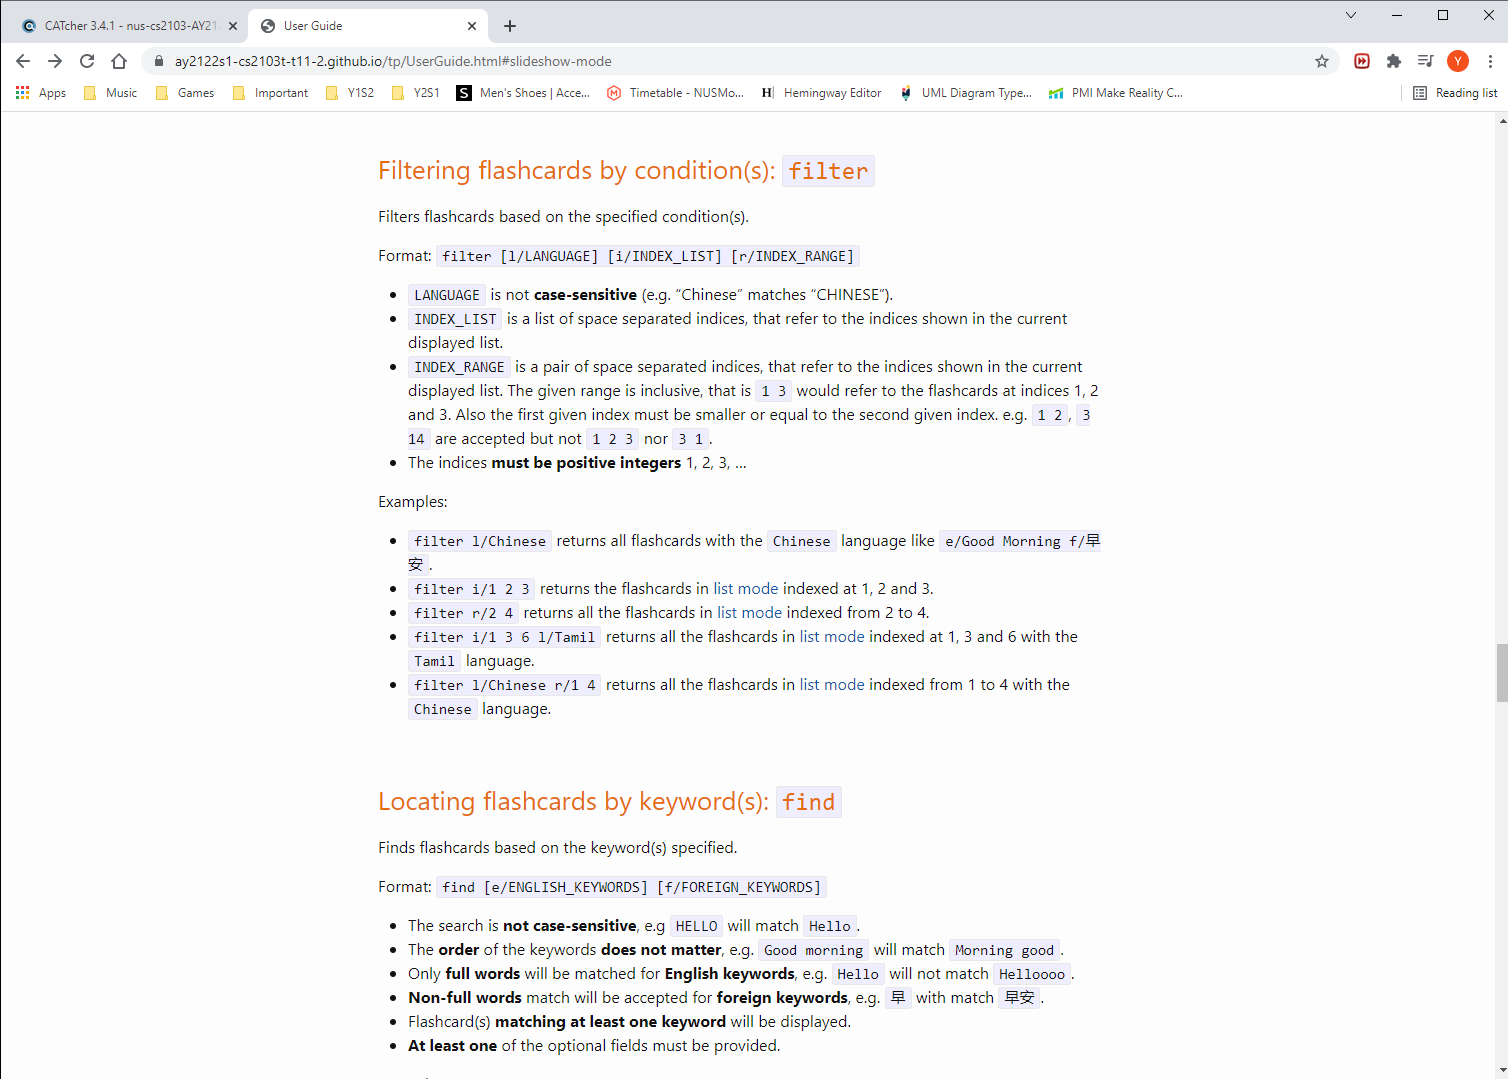 CATcher 3.4.1 - nus-cs2103-AY21
User Guide
ay2122s1-cs2103t-t11-2.github.io/tp/UserGuide.html#slideshow-mode
Y
Apps
Music
Games
Important
Y1S2
Y2S1
S
Men's Shoes | Acce...
M
Timetable - NUSMo...
H
Hemingway Editor
UML Diagram Type...
PMI Make Reality C...
Reading list
Filtering flashcards by condition(s): filter
Filters flashcards based on the specified condition(s).
Format: filter [l/LANGUAGE] [i/INDEX_LIST] [r/INDEX_RANGE]
LANGUAGE is not case-sensitive (e.g. “Chinese” matches “CHINESE”).
INDEX_LIST is a list of space separated indices, that refer to the indices shown in the current
displayed list.
INDEX_RANGE is a pair of space separated indices, that refer to the indices shown in the current
displayed list. The given range is inclusive, that is 1 3 would refer to the flashcards at indices 1, 2
and 3. Also the first given index must be smaller or equal to the second given index. e.g. 1 2, 3
14 are accepted but not 1 2 3 nor 3 1.
The indices must be positive integers 1, 2, 3, …
Examples:
filter l/Chinese returns all flashcards with the Chinese language like e/Good Morning f/早
安.
filter i/1 2 3 returns the flashcards in list mode indexed at 1, 2 and 3.
filter r/2 4 returns all the flashcards in list mode indexed from 2 to 4.
filter i/1 3 6 l/Tamil returns all the flashcards in list mode indexed at 1, 3 and 6 with the
Tamil language.
filter l/Chinese r/1 4 returns all the flashcards in list mode indexed from 1 to 4 with the
Chinese language.
Locating flashcards by keyword(s): find
Finds flashcards based on the keyword(s) specified.
Format: find [e/ENGLISH_KEYWORDS] [f/FOREIGN_KEYWORDS]
The search is not case-sensitive, e.g HELLO will match Hello.
The order of the keywords does not matter, e.g. Good morning will match Morning good.
Only full words will be matched for English keywords, e.g. Hello will not match Helloooo.
Non-full words match will be accepted for foreign keywords, e.g. 早 with match 早安.
Flashcard(s) matching at least one keyword will be displayed.
At least one of the optional fields must be provided.